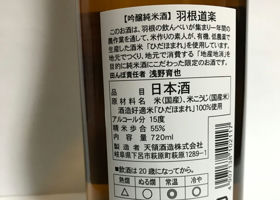 【吟醸純米酒】羽根道楽
このお酒は、羽根の飲んべいが集まり一年間の
農作業を通して、米作りの素人が、有機、低農薬で
生産した酒米『ひだほまれ』を使用しています。
地元でつくり、地元で消費する"地産地消"を
目的に純米酒にこだわった限定のお酒です。
田んぼ責任者 浅野育也
品目 日本酒
原材料名 米(国産)、米こうじ(国産米)
酒造好適米『ひだほまれ』100%使用
アルコール分 15度
精米歩合 55%
内容量 720ml
製造者 天領酒造株式会社
岐阜県下呂市萩原町萩原1289-1
冷 ぬる燗 常温 冷や
△ ○ ◎ ○
■飲酒は20歳になってから。